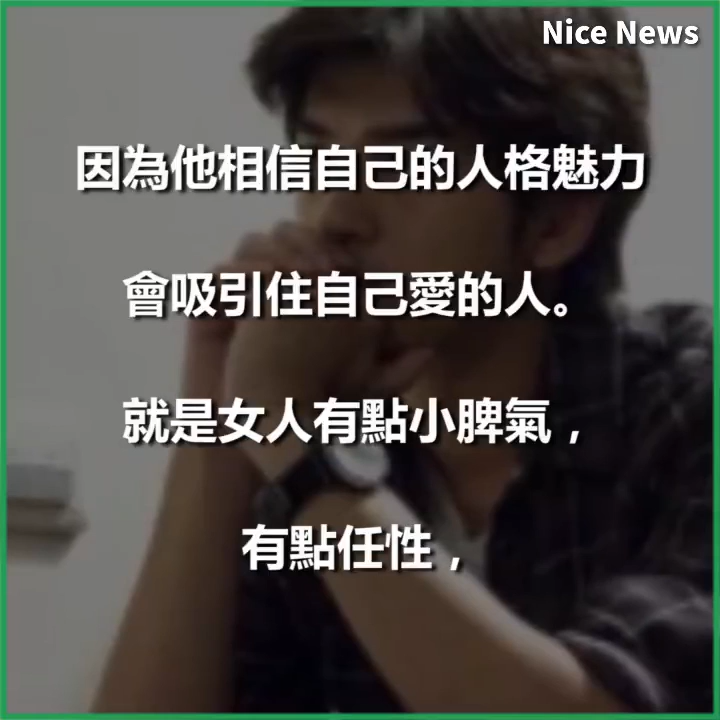 Nice News
因為他相信自己的人格魅力
會吸引住自己愛的人。
就是女人有點小脾氣，
有點任性，